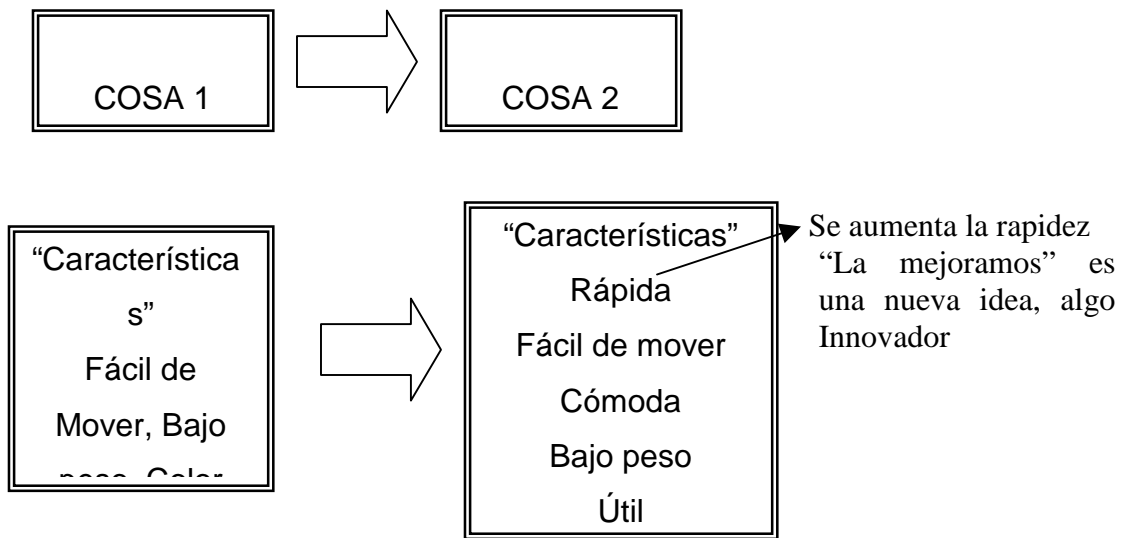 COSA 1
COSA 2
“Característica
s”
Fácil de
Mover, Bajo
“Características”
Rápida
Fácil de mover
Cómoda
Bajo peso
Útil
Se aumenta la rapidez
“La mejoramos” es
una nueva idea, algo
Innovador